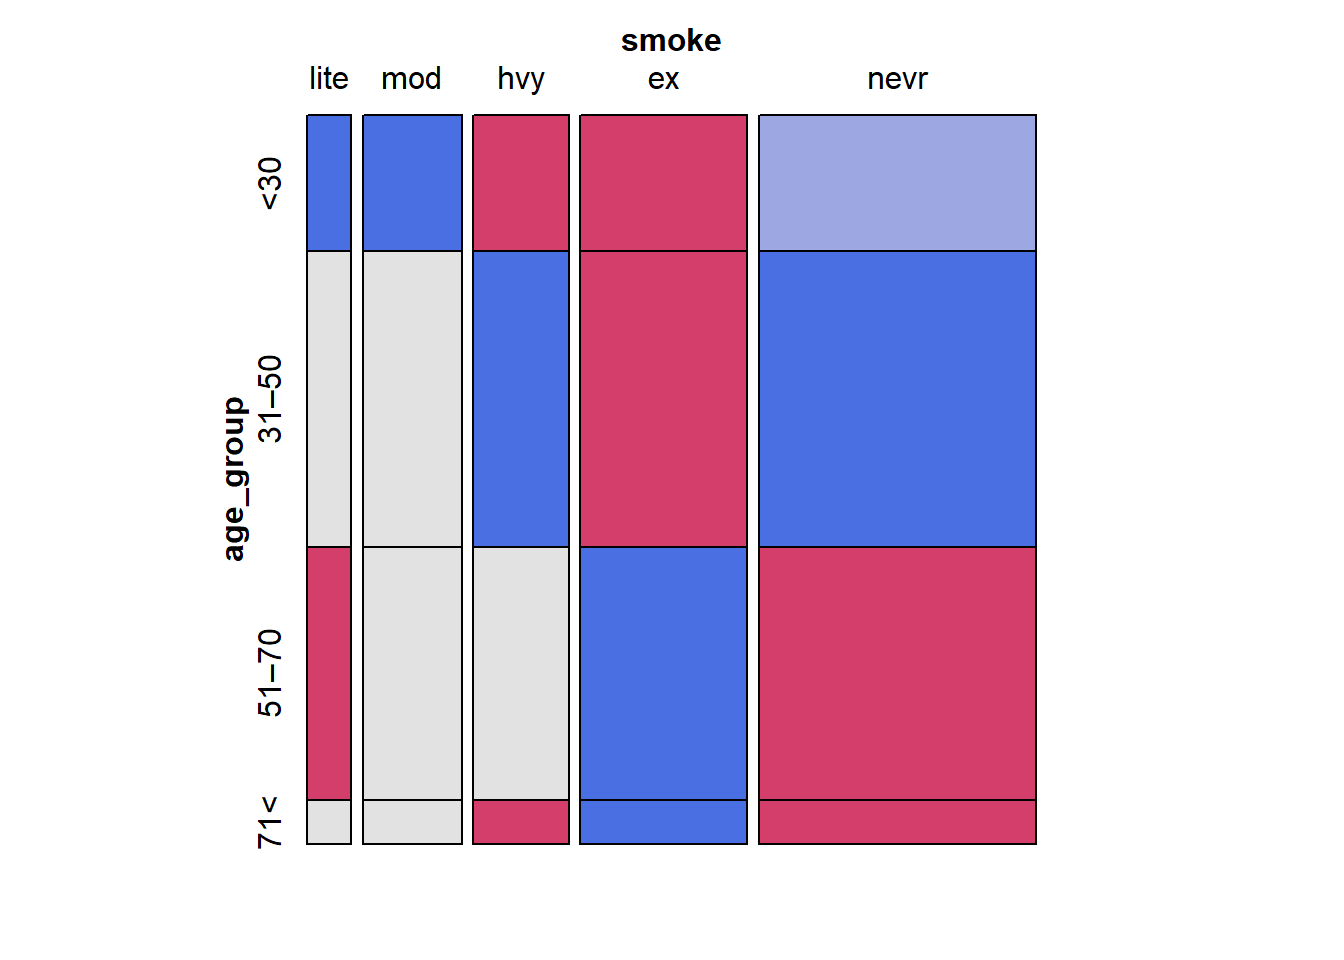 smoke
lite mod hvy ex nevr
age_group
<30
31–50
51–70
71<